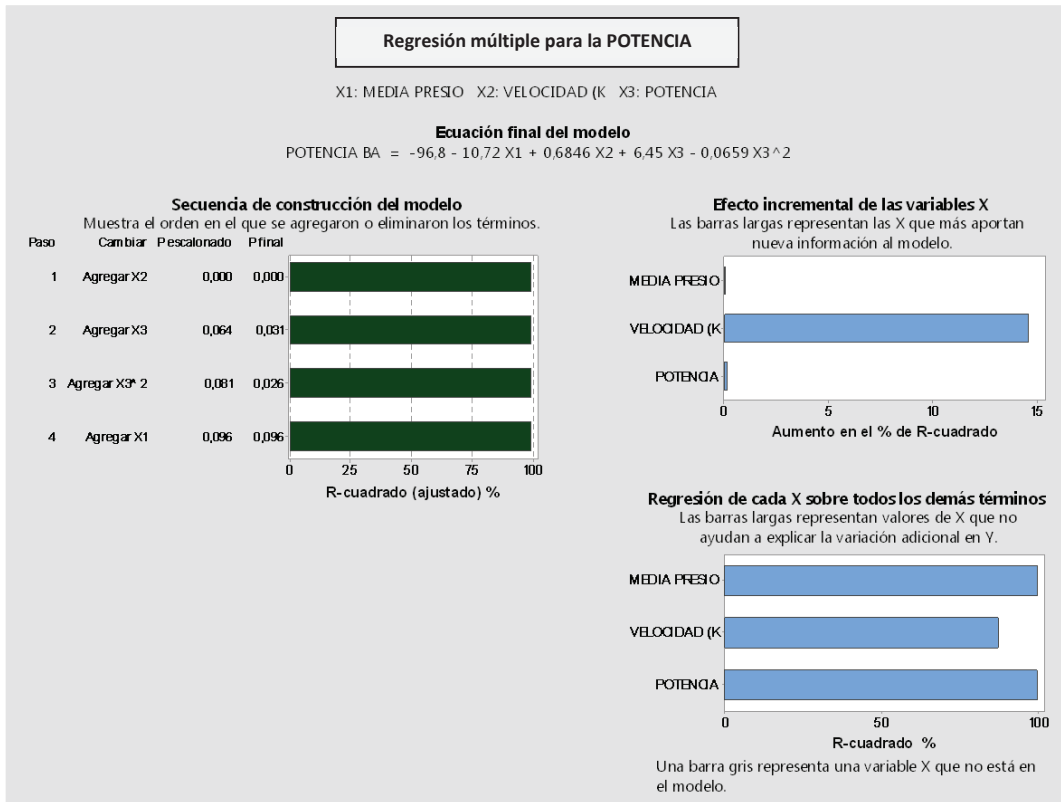 Regresión múltiple para la POTENCIA
X1: MEDIA PRESIO X2: VELOCIDAD (K X3: POTENCIA
Ecuación final del modelo
POTENCIA BA = -96,8 - 10,72 X1 + 0,6846 X2 + 6,45 X3 - 0,0659 X3^2
Secuencia de construcción del modelo
Muestra el orden en el que se agregaron o eliminaron los términos.
Paso Cambiar P escalonado P final
1 Agregar X2 0,000 0,000
2 Agregar X3 0,064 0,031
3 Agregar X3^2 0,081 0,026
4 Agregar X1 0,096 0,096
0 25 50 75 100
R-cuadrado (ajustado) %
Efecto incremental de las variables X
Las barras largas representan las X que más aportan
nueva información al modelo.
MEDIA PRESIO
VELOCIDAD (K
POTENCIA
0 5 10 15
Aumento en el % de R-cuadrado
Regresión de cada X sobre todos los demás términos
Las barras largas representan valores de X que no
ayudan a explicar la variación adicional en Y.
MEDIA PRESIO
VELOCIDAD (K
POTENCIA
0 50 100
R-cuadrado %
Una barra gris representa una variable X que no está en
el modelo.